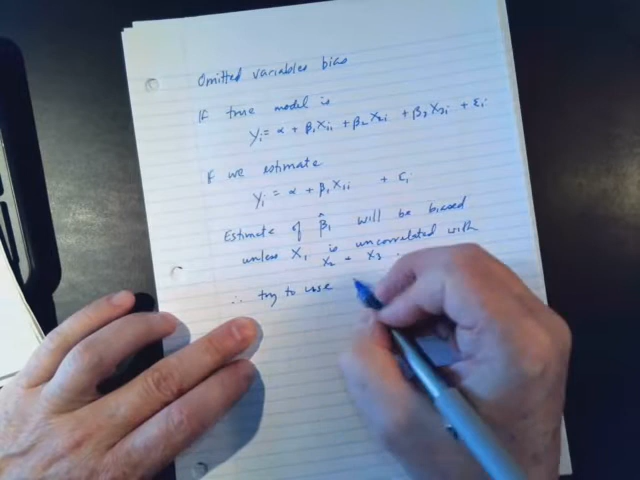 Omitted variables bias
If true model is
Yᵢ = α + β₁X₁ᵢ + β₂X₂ᵢ + β₃X₃ᵢ + εᵢ
If we estimate
Yᵢ = α + β₁X₁ᵢ + εᵢ
Estimate of β̂₁ will be biased
unless X₁ is uncorrelated with
X₂ + X₃ .
∴ try to use